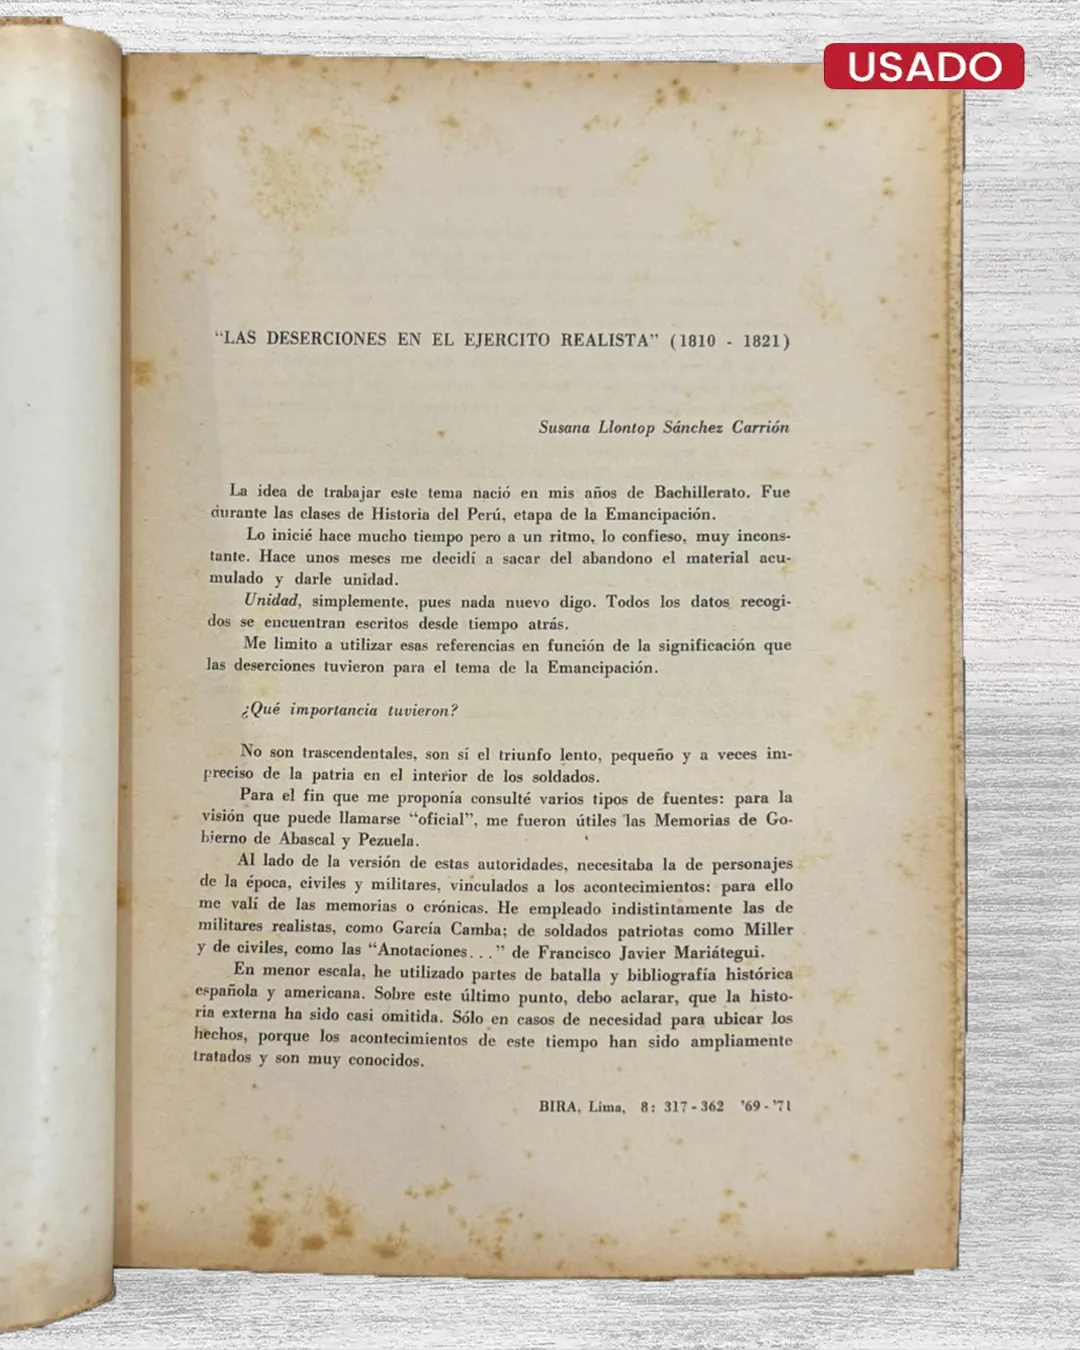 USADO
“LAS DESERCIONES EN EL EJERCITO REALISTA” (1810 - 1821)
Susana Llontop Sánchez Carrión
La idea de trabajar este tema nació en mis años de Bachillerato. Fue
durante las clases de Historia del Perú, etapa de la Emancipación.
Lo inicié hace mucho tiempo pero a un ritmo, lo confieso, muy incons-
tante. Hace unos meses me decidí a sacar del abandono el material acu-
mulado y darle unidad.
Unidad, simplemente, pues nada nuevo digo. Todos los datos recogi-
dos se encuentran escritos desde tiempo atrás.
Me limito a utilizar esas referencias en función de la significación que
las deserciones tuvieron para el tema de la Emancipación.
¿Qué importancia tuvieron?
No son trascendentales, son sí el triunfo lento, pequeño y a veces im-
preciso de la patria en el interior de los soldados.
Para el fin que me proponía consulté varios tipos de fuentes: para la
visión que puede llamarse “oficial”, me fueron útiles las Memorias de Go-
bierno de Abascal y Pezuela.
Al lado de la versión de estas autoridades, necesitaba la de personajes
de la época, civiles y militares, vinculados a los acontecimientos: para ello
me valí de las memorias o crónicas. He empleado indistintamente las de
militares realistas, como García Camba; de soldados patriotas como Miller
y de civiles, como las “Anotaciones...” de Francisco Javier Mariátegui.
En menor escala, he utilizado partes de batalla y bibliografía histórica
española y americana. Sobre este último punto, debo aclarar, que la histo-
ria externa ha sido casi omitida. Sólo en casos de necesidad para ubicar los
hechos, porque los acontecimientos de este tiempo han sido ampliamente
tratados y son muy conocidos.
BIRA, Lima, 8: 317-362 '69-'71